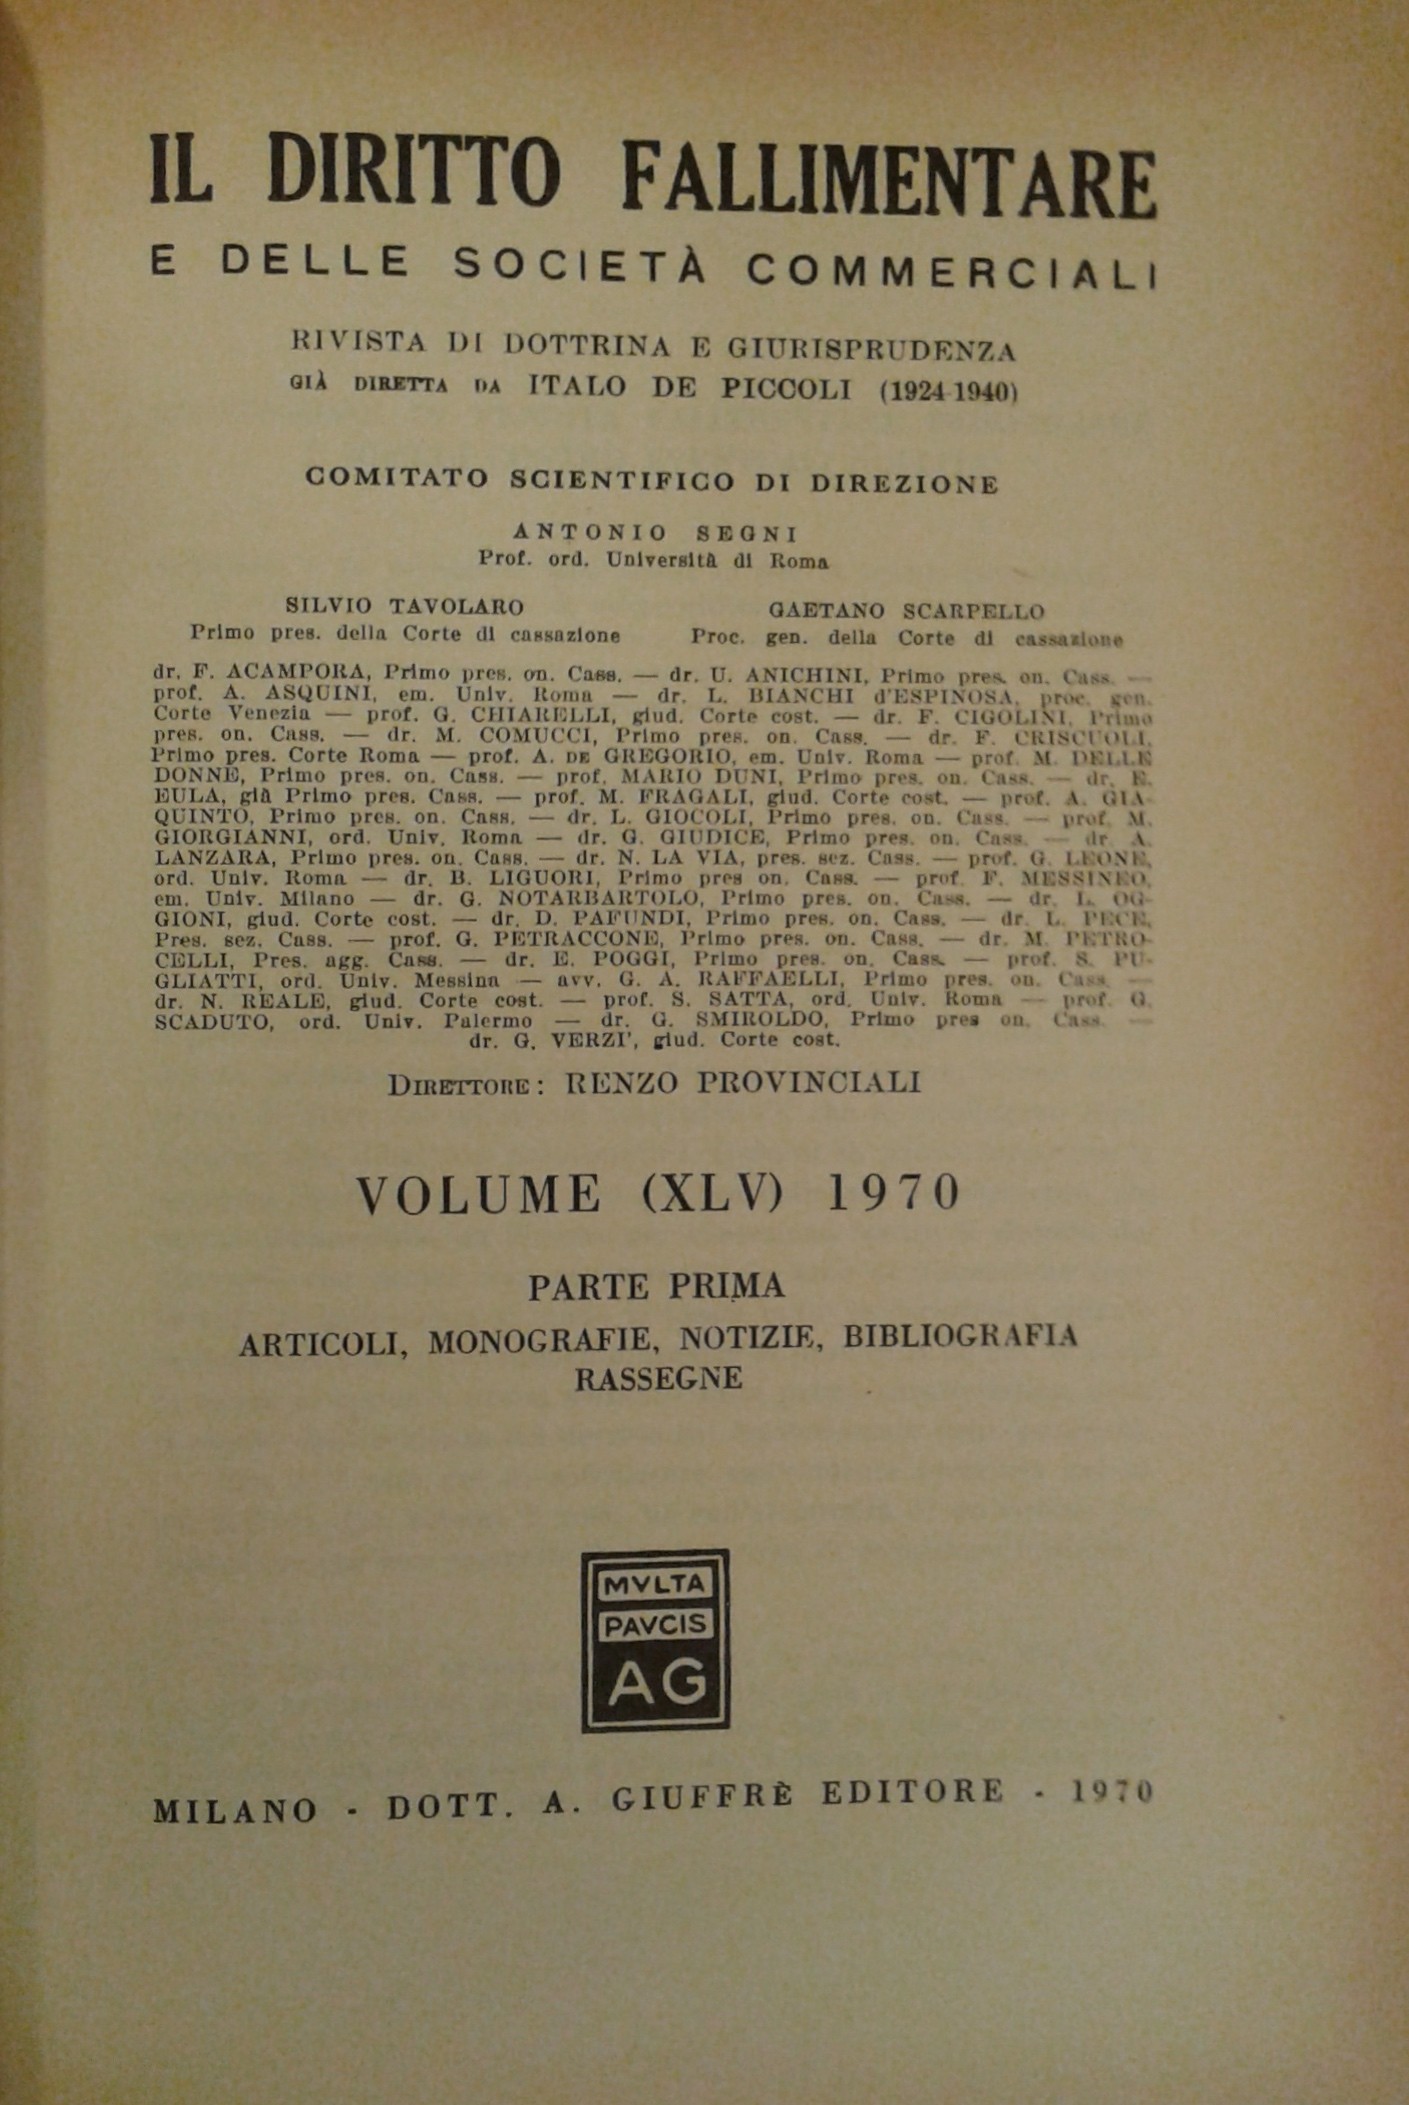 IL DIRITTO FALLIMENTARE
E DELLE SOCIETÀ COMMERCIALI
RIVISTA DI DOTTRINA E GIURISPRUDENZA
GIÀ DIRETTA DA ITALO DE PICCOLI (1924-1940)
COMITATO SCIENTIFICO DI DIREZIONE
ANTONIO SEGNI
Prof. ord. Università di Roma
SILVIO TAVOLARO
Primo pres. della Corte di cassazione
GAETANO SCARPELLO
Proc. gen. della Corte di cassazione
dr. F. ACAMPORA, Primo pres. on. Cass. — dr. U. ANICHINI, Primo pres. on. Cass. —
prof. A. ASQUINI, em. Univ. Roma — dr. L. BIANCHI d'ESPINOSA, proc. gen.
Corte Venezia — prof. G. CHIARELLI, giud. Corte cost. — dr. F. CIGOLINI, Primo
pres. on. Cass. — dr. M. COMUCCI, Primo pres. on. Cass. — dr. F. CRISCUOLI,
Primo pres. Corte Roma — prof. A. DE GREGORIO, em. Univ. Roma — prof. M. DELLE
DONNE, Primo pres. on. Cass. — prof. MARIO DUNI, Primo pres. on. Cass. — dr. E.
EULA, già Primo pres. Cass. — prof. M. FRAGALI, giud. Corte cost. — prof. A. GIA-
QUINTO, Primo pres. on. Cass. — dr. L. GIOCOLI, Primo pres. on. Cass. — prof. M.
GIORGIANNI, ord. Univ. Roma — dr. G. GIUDICE, Primo pres. on. Cass. — dr. A.
LANZARA, Primo pres. on. Cass. — dr. N. LA VIA, pres. sez. Cass. — prof. G. LEONE,
ord. Univ. Roma — dr. B. LIGUORI, Primo pres on. Cass. — prof. F. MESSINEO,
em. Univ. Milano — dr. G. NOTARBARTOLO, Primo pres. on. Cass. — dr. L. OG-
GIONI, giud. Corte cost. — dr. D. PAFUNDI, Primo pres. on. Cass. — dr. L. PECE,
Pres. sez. Cass. — prof. G. PETRACCONE, Primo pres. on. Cass. — dr. M. PETRO-
CELLI, Pres. agg. Cass. — dr. E. POGGI, Primo pres. on. Cass. — prof. S. PU-
GLIATTI, ord. Univ. Messina — avv. G. A. RAFFAELLI, Primo pres. on. Cass. —
dr. N. REALE, giud. Corte cost. — prof. S. SATTA, ord. Univ. Roma — prof. G.
SCADUTO, ord. Univ. Palermo — dr. G. SMIROLDO, Primo pres on. Cass. —
dr. G. VERZI', giud. Corte cost.
DIRETTORE: RENZO PROVINCIALI
VOLUME (XLV) 1970
PARTE PRIMA
ARTICOLI, MONOGRAFIE, NOTIZIE, BIBLIOGRAFIA
RASSEGNE
MVLTA
PAVCIS
AG
MILANO - DOTT. A. GIUFFRÈ EDITORE - 1970